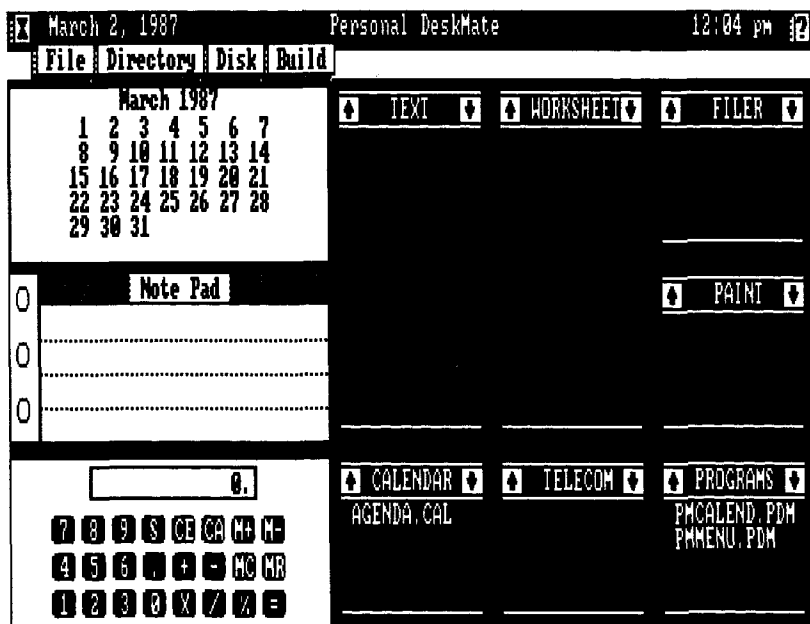 March 2, 1987 Personal DeskMate 12:04 pm ?
File Directory Disk Build
March 1987
1 2 3 4 5 6 7
8 9 10 11 12 13 14
15 16 17 18 19 20 21
22 23 24 25 26 27 28
29 30 31
Note Pad
0.
7 8 9 S CE CA M+ M-
4 5 6 . + - MC MR
1 2 3 0 X / % =
TEXT WORKSHEET FILER
PAINT
CALENDAR TELECOM PROGRAMS
AGENDA.CAL PMCALEND.PDM
PMMENU.PDM